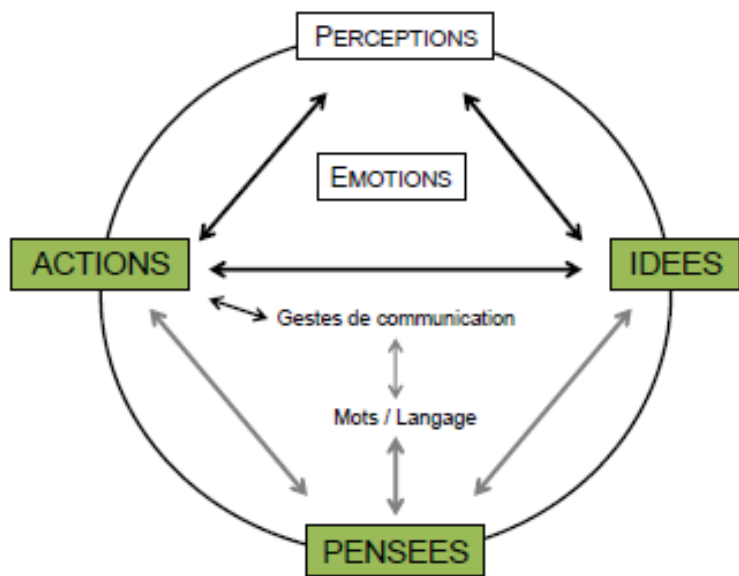 PERCEPTIONS
EMOTIONS
ACTIONS
IDEES
Gestes de communication
Mots / Langage
PENSEES